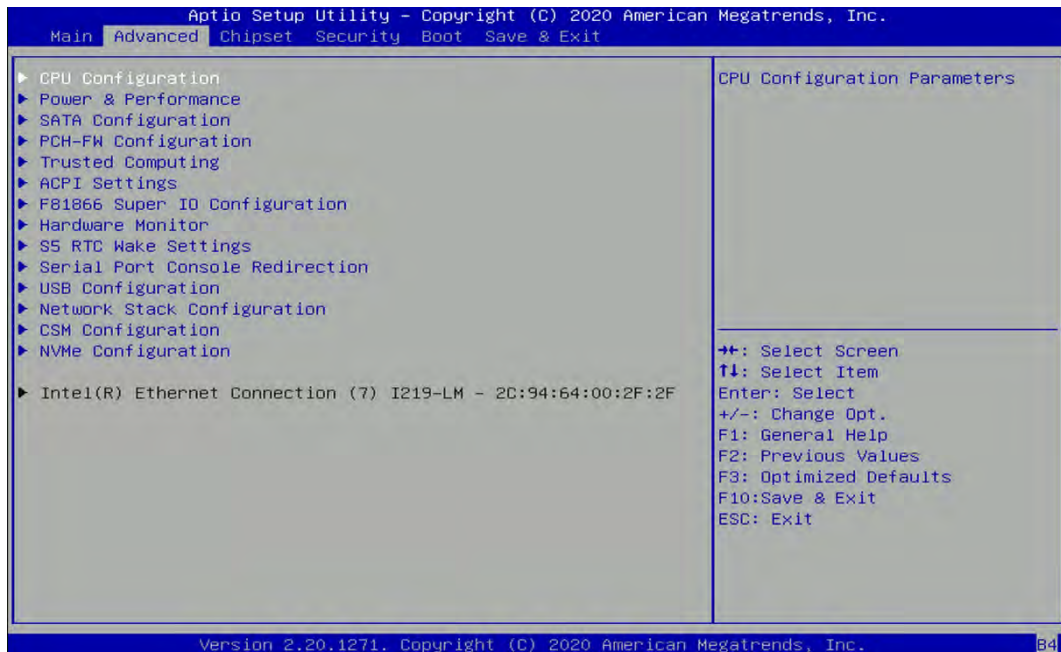 Aptio Setup Utility – Copyright (C) 2020 American Megatrends, Inc.
Main Advanced Chipset Security Boot Save & Exit
▶ CPU Configuration
▶ Power & Performance
▶ SATA Configuration
▶ PCH-FW Configuration
▶ Trusted Computing
▶ ACPI Settings
▶ F81866 Super IO Configuration
▶ Hardware Monitor
▶ S5 RTC Wake Settings
▶ Serial Port Console Redirection
▶ USB Configuration
▶ Network Stack Configuration
▶ CSM Configuration
▶ NVMe Configuration
▶ Intel(R) Ethernet Connection (7) I219-LM – 2C:94:64:00:2F:2F
CPU Configuration Parameters
→←: Select Screen
↑↓: Select Item
Enter: Select
+/-: Change Opt.
F1: General Help
F2: Previous Values
F3: Optimized Defaults
F10:Save & Exit
ESC: Exit
Version 2.20.1271. Copyright (C) 2020 American Megatrends, Inc.
B4